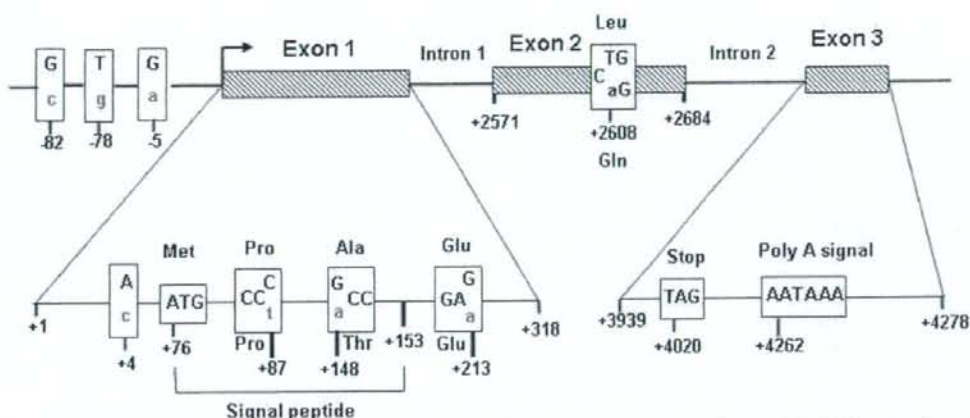 Exon 1
Intron 1
Exon 2
Leu
Intron 2
Exon 3
G
c
-82
T
g
-78
G
a
-5
+2571
TG
C
aG
+2608
Gln
+2684
Met
Pro
Ala
Glu
Stop
Poly A signal
+1
A
c
+4
ATG
+76
C
CC
t
Pro
+87
G
CC
a
Thr
+148
+153
G
GA
a
Glu
+213
+318
Signal peptide
+3939
TAG
+4020
AATAAA
+4262
+4278